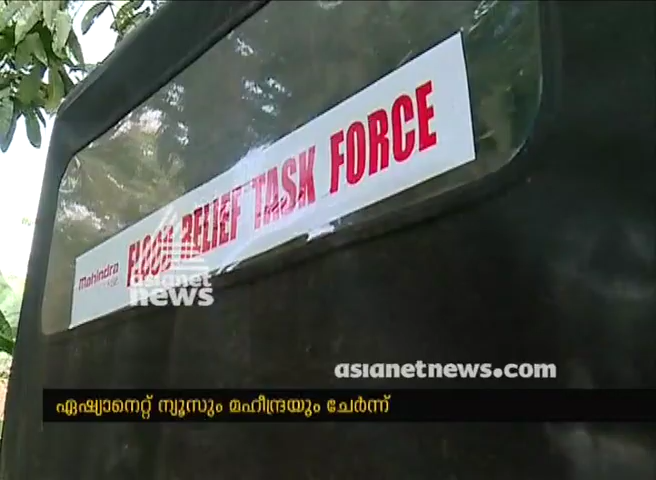 Mahindra
FLOOD RELIEF TASK FORCE
asianet
news
asianetnews.com
ഏഷ്യാനെറ്റ് ന്യൂസും മഹീന്ദ്രയും ചേർന്ന്